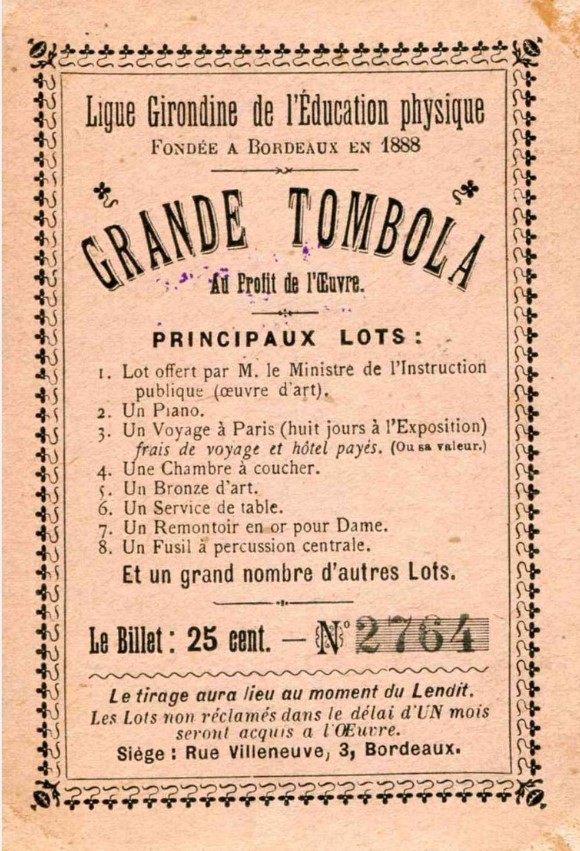 Ligue Girondine de l'Éducation physique
FONDÉE A BORDEAUX EN 1888
GRANDE TOMBOLA
Au Profit de l'Œuvre.
PRINCIPAUX LOTS :
1. Lot offert par M. le Ministre de l'Instruction
publique (œuvre d'art).
2. Un Piano.
3. Un Voyage à Paris (huit jours à l'Exposition)
frais de voyage et hôtel payés. (Ou sa valeur.)
4. Une Chambre à coucher.
5. Un Bronze d'art.
6. Un Service de table.
7. Un Remontoir en or pour Dame.
8. Un Fusil à percussion centrale.
Et un grand nombre d'autres Lots.
Le Billet : 25 cent. — N° 2764
Le tirage aura lieu au moment du Lendit.
Les Lots non réclamés dans le délai d'UN mois
seront acquis a l'Œuvre.
Siège : Rue Villeneuve, 3, Bordeaux.